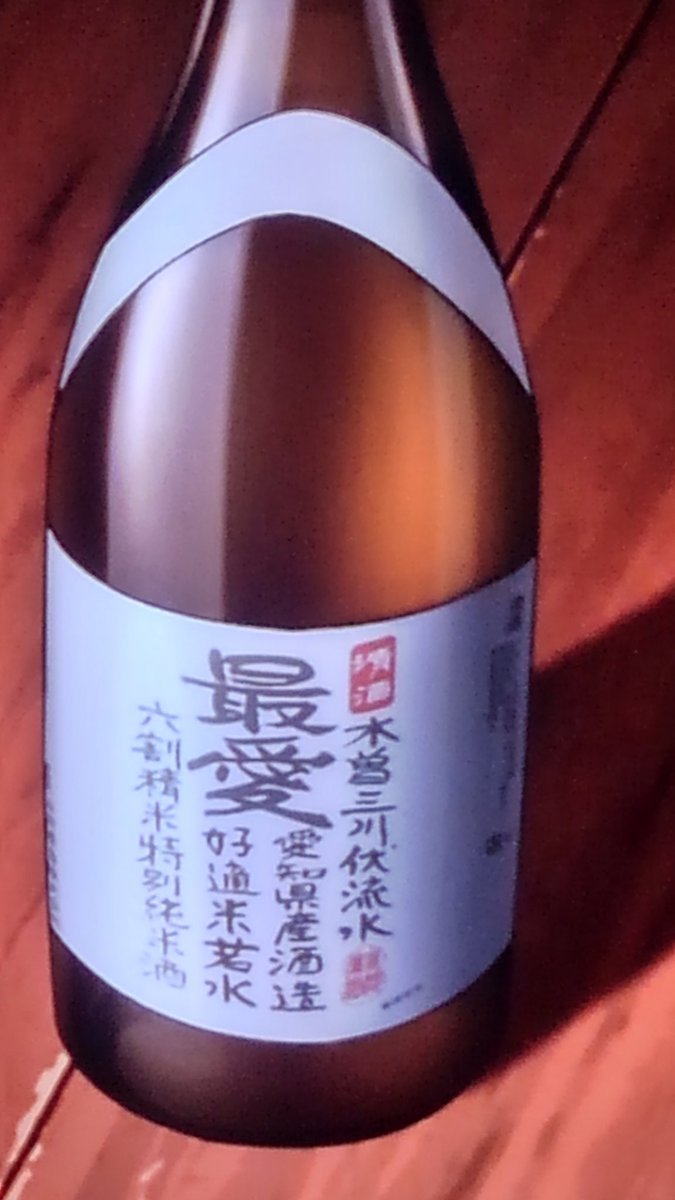 清酒
木曽三川伏流水
最愛
愛知県産酒造
好適米若水
六割精米特別純米酒